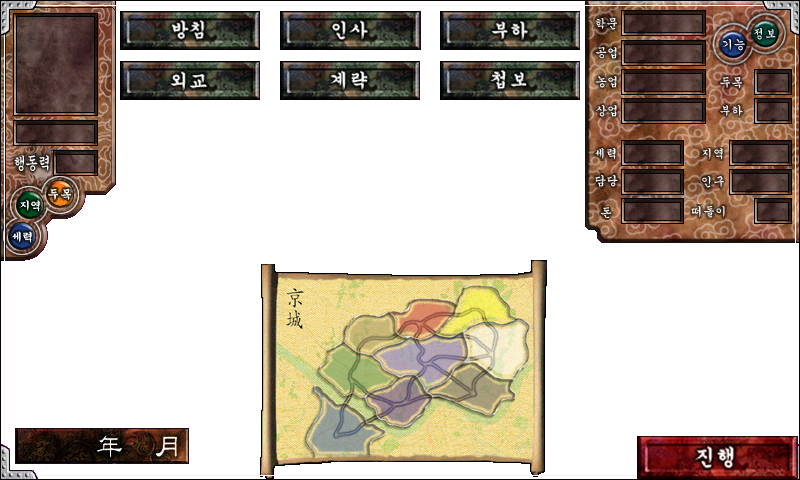 방침 인사 부하
외교 계략 첩보
행동력
두목
지역
세력
학문
공업
농업 두목
상업 부하
세력 지역
담당 인구
돈 떠돌이
기능 정보
京城
年 月
진행